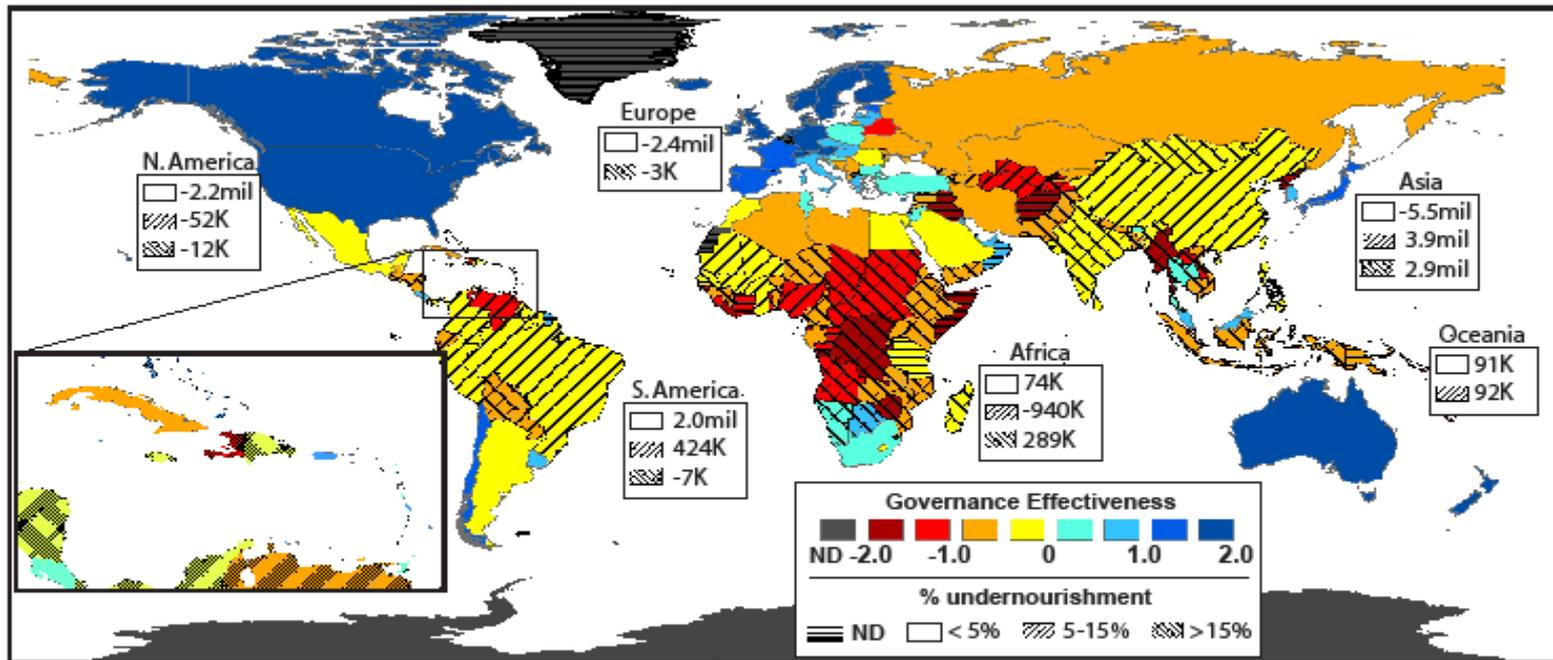 N. America
-2.2mil
-52K
-12K
Europe
-2.4mil
-3K
Asia
-5.5mil
3.9mil
2.9mil
S. America
2.0mil
424K
-7K
Africa
74K
-940K
289K
Oceania
91K
92K
Governance Effectiveness
ND -2.0 -1.0 0 1.0 2.0
% undernourishment
ND < 5% 5-15% >15%